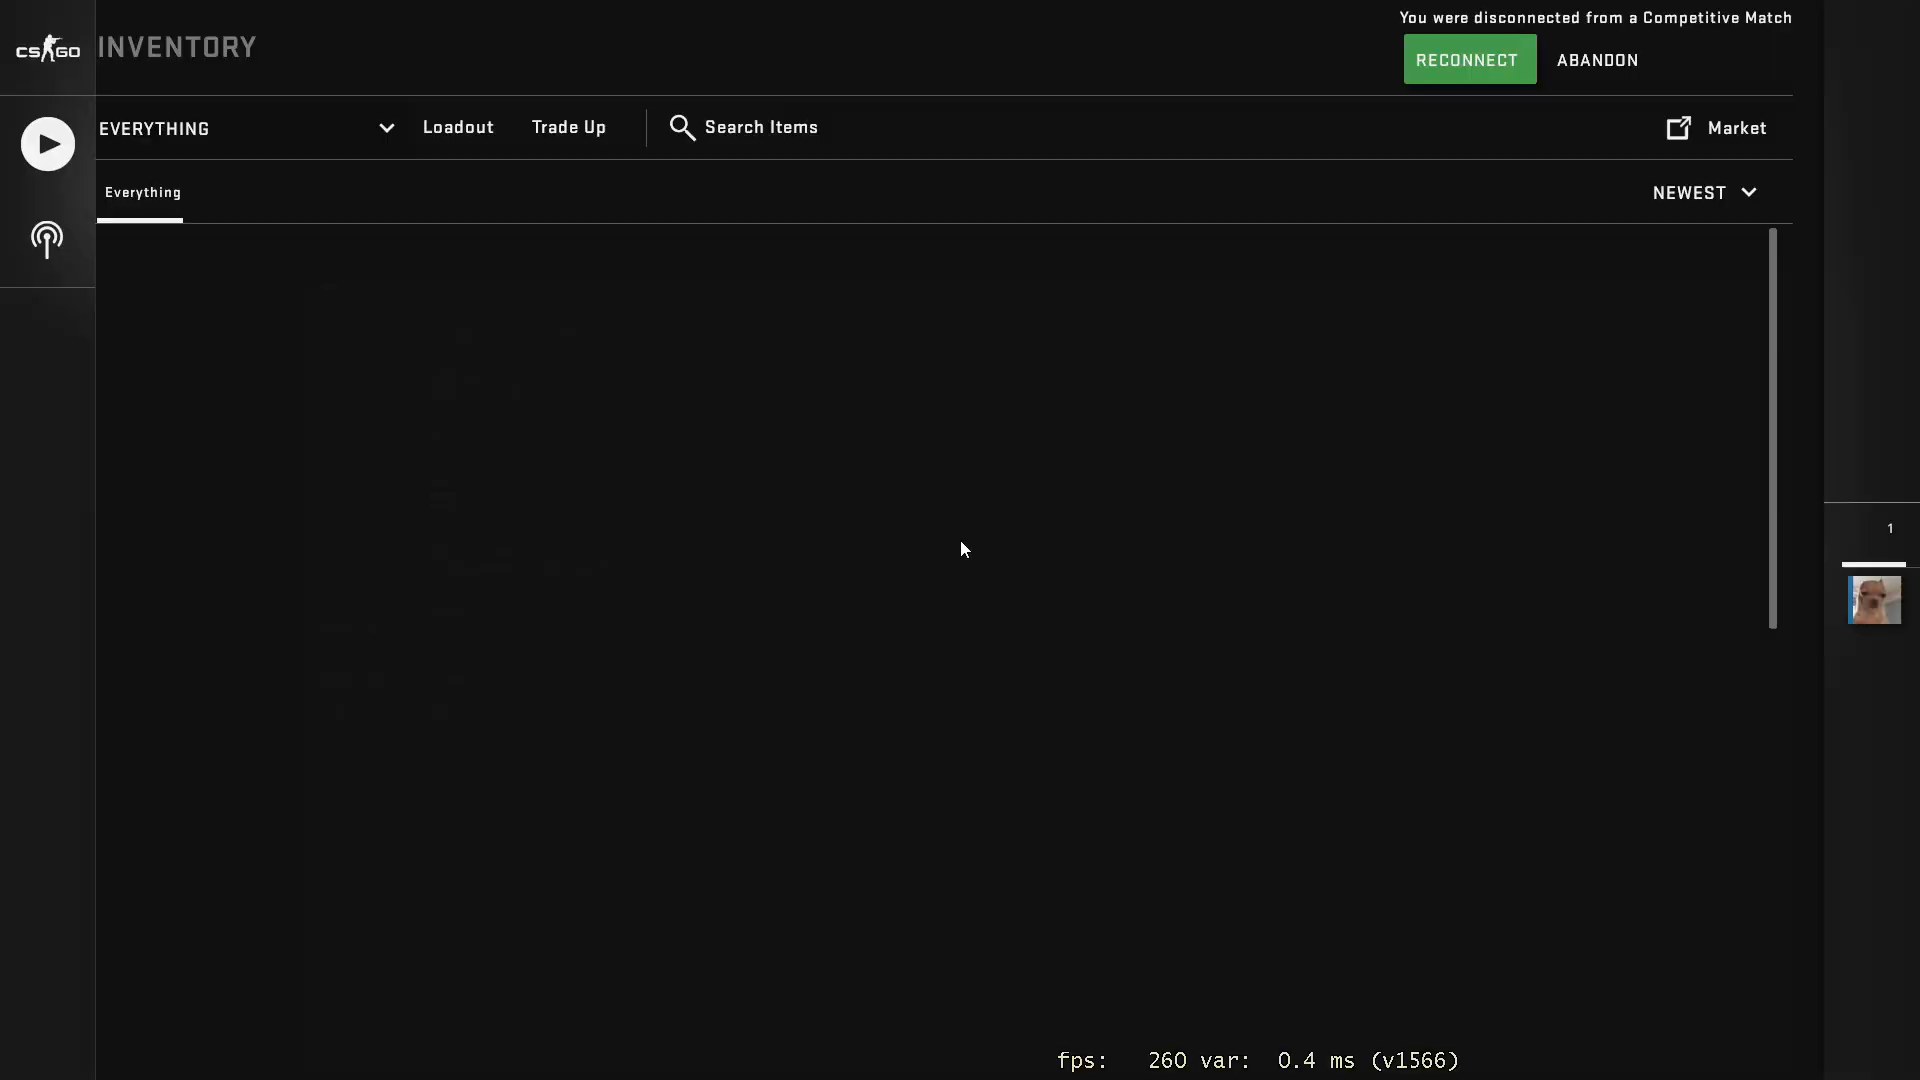 You were disconnected from a Competitive Match
CS GO
INVENTORY
RECONNECT
ABANDON
EVERYTHING
Loadout
Trade Up
Search Items
Market
Everything
NEWEST
1
fps: 260 var: 0.4 ms (v1566)